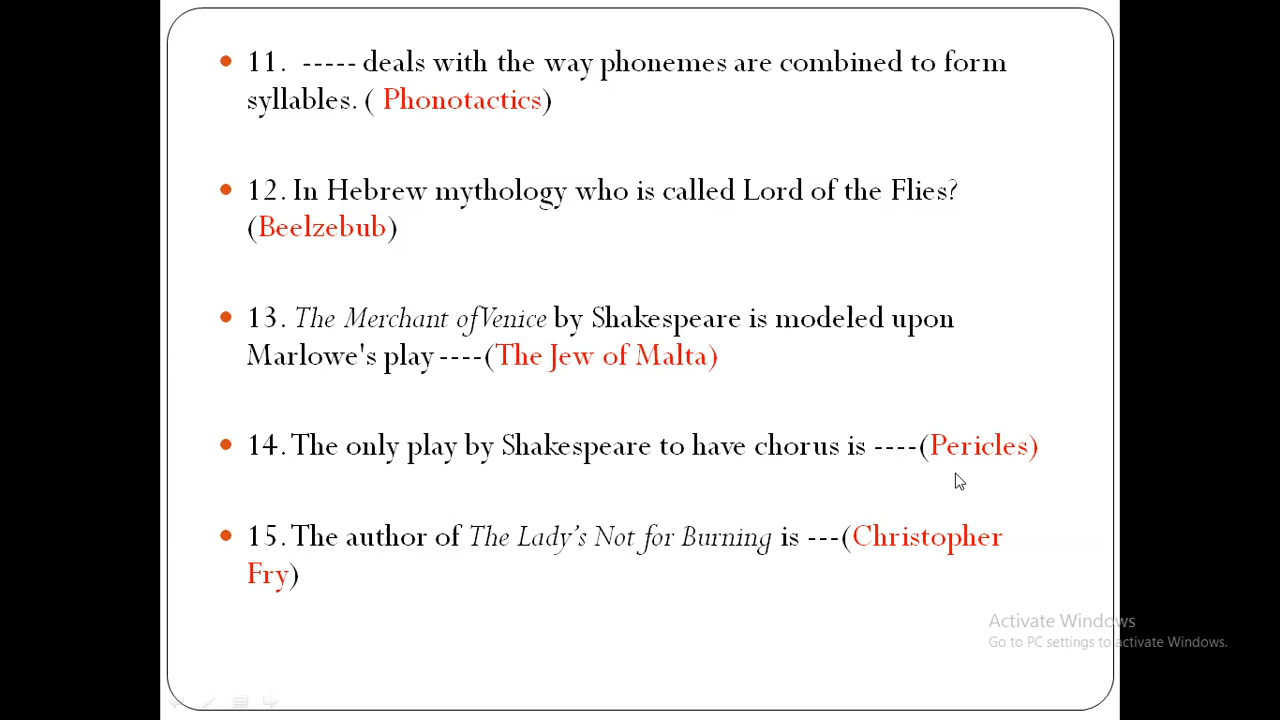 11. ----- deals with the way phonemes are combined to form
syllables. ( Phonotactics)
12. In Hebrew mythology who is called Lord of the Flies?
(Beelzebub)
13. The Merchant of Venice by Shakespeare is modeled upon
Marlowe's play ----(The Jew of Malta)
14. The only play by Shakespeare to have chorus is ----(Pericles)
15. The author of The Lady's Not for Burning is ---(Christopher
Fry)
Activate Windows
Go to PC settings to activate Windows.